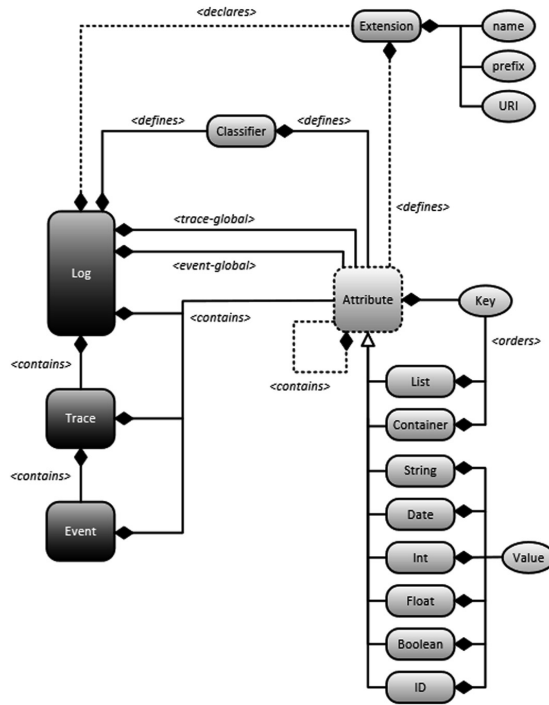 <declares>
Extension
name
prefix
URI
<defines>
Classifier
<defines>
<defines>
<trace-global>
<event-global>
Log
Attribute
Key
<contains>
<orders>
<contains>
<contains>
List
Trace
Container
String
<contains>
Date
Event
Int
Value
Float
Boolean
ID